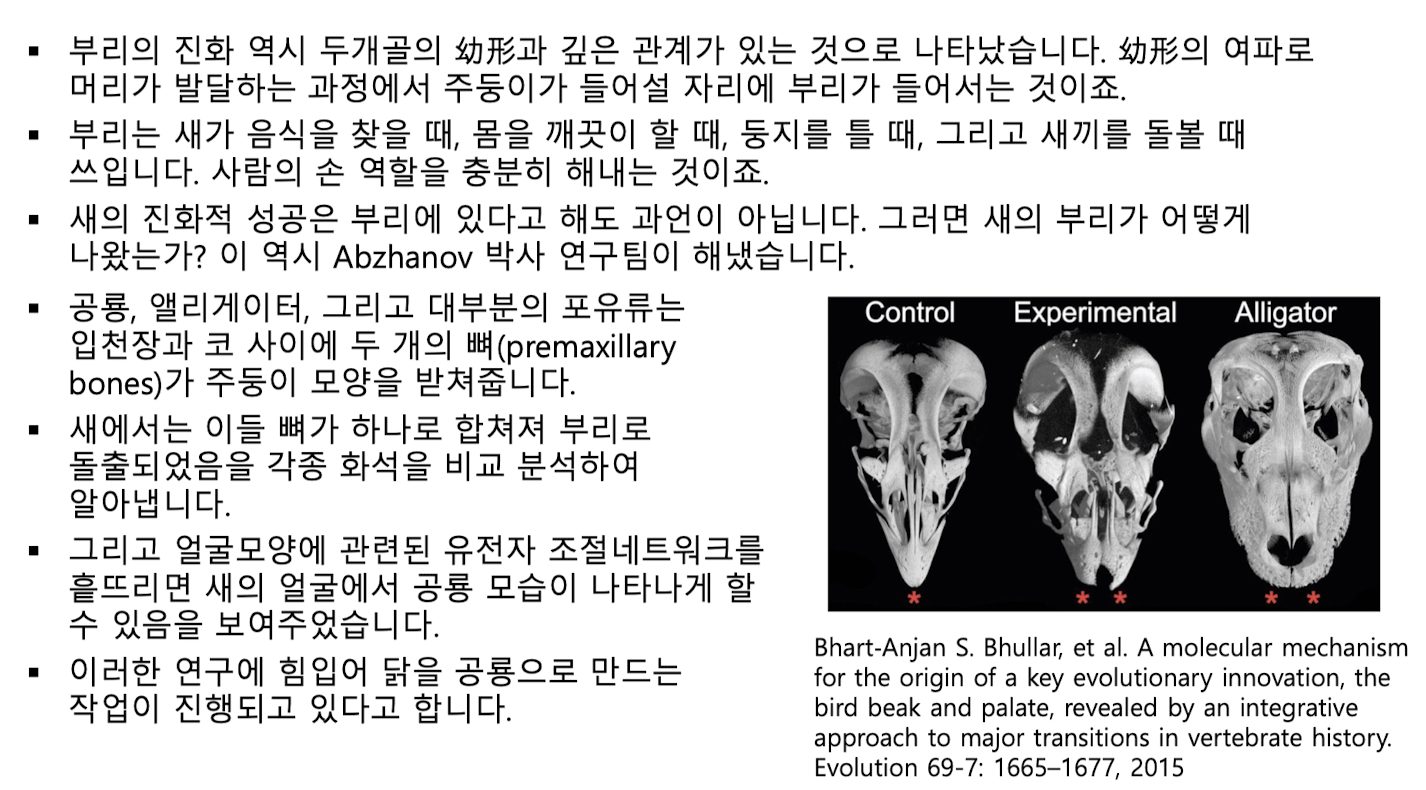 ▪ 부리의 진화 역시 두개골의 幼形과 깊은 관계가 있는 것으로 나타났습니다. 幼形의 여파로
머리가 발달하는 과정에서 주둥이가 들어설 자리에 부리가 들어서는 것이죠.
▪ 부리는 새가 음식을 찾을 때, 몸을 깨끗이 할 때, 둥지를 틀 때, 그리고 새끼를 돌볼 때
쓰입니다. 사람의 손 역할을 충분히 해내는 것이죠.
▪ 새의 진화적 성공은 부리에 있다고 해도 과언이 아닙니다. 그러면 새의 부리가 어떻게
나왔는가? 이 역시 Abzhanov 박사 연구팀이 해냈습니다.
▪ 공룡, 앨리게이터, 그리고 대부분의 포유류는
입천장과 코 사이에 두 개의 뼈(premaxillary
bones)가 주둥이 모양을 받쳐줍니다.
▪ 새에서는 이들 뼈가 하나로 합쳐져 부리로
돌출되었음을 각종 화석을 비교 분석하여
알아냅니다.
▪ 그리고 얼굴모양에 관련된 유전자 조절네트워크를
흩뜨리면 새의 얼굴에서 공룡 모습이 나타나게 할
수 있음을 보여주었습니다.
▪ 이러한 연구에 힘입어 닭을 공룡으로 만드는
작업이 진행되고 있다고 합니다.
Control Experimental Alligator
* * * * *
Bhart-Anjan S. Bhullar, et al. A molecular mechanism
for the origin of a key evolutionary innovation, the
bird beak and palate, revealed by an integrative
approach to major transitions in vertebrate history.
Evolution 69-7: 1665–1677, 2015